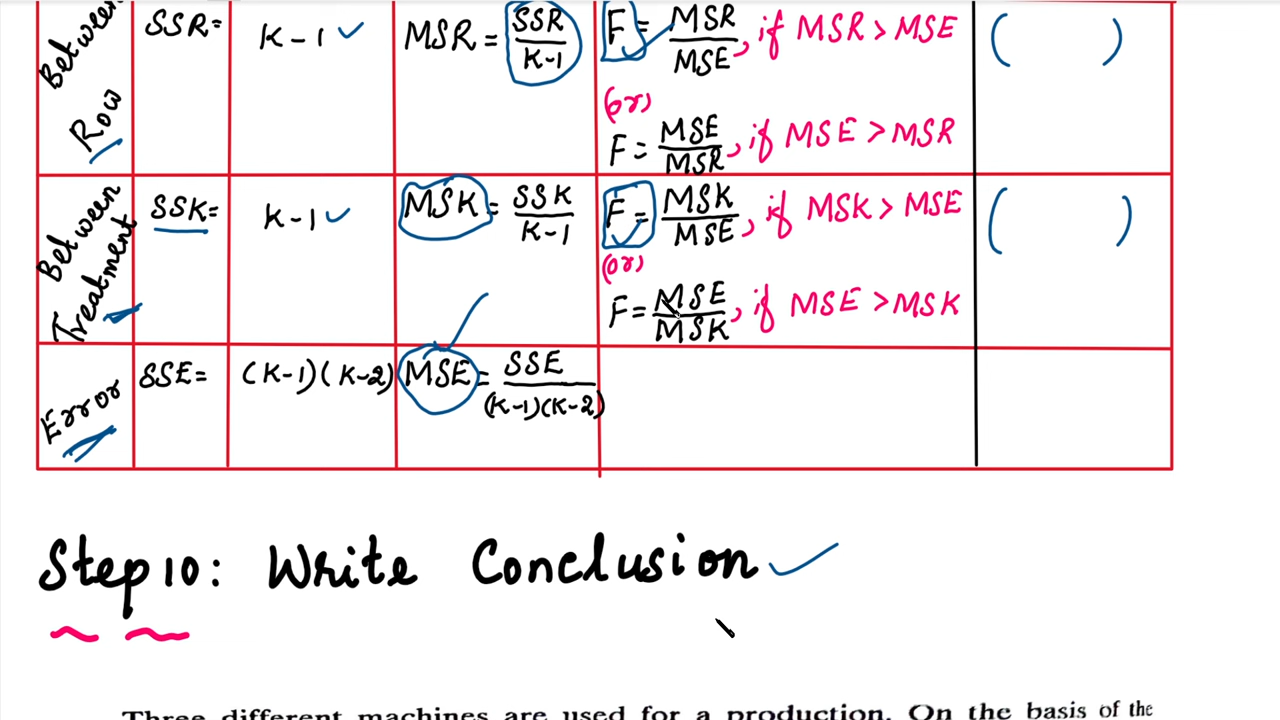 Between Row
SSR=
K-1 ✓
MSR = SSR/K-1
F = MSR/MSE, if MSR > MSE
(or)
F = MSE/MSR, if MSE > MSR
( )
Between Treatment
SSK=
K-1 ✓
MSK = SSK/K-1
F = MSK/MSE, if MSK > MSE
(or)
F = MSE/MSK, if MSE > MSK
( )
Error
SSE=
(K-1)(K-2)
MSE = SSE/(K-1)(K-2)
Step 10: Write Conclusion ✓
Three different machines are used for a production. On the basis of the